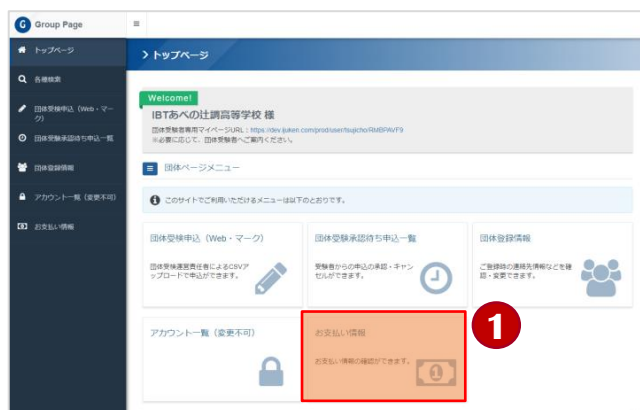 G Group Page
トップページ
各種検索
団体受検申込（Web・マー
ク）
団体受験承認待ち申込一覧
団体登録情報
アカウント一覧（変更不可）
お支払い情報
トップページ
Welcome!
IBTあべの辻調高等学校 様
団体受験者専用マイページURL：https://dev.juken.com/prod/user/tsujicho/RMBPAVF9
※必要に応じて、団体受験者へご案内ください。
団体ページメニュー
このサイトでご利用いただけるメニューは以下のとおりです。
団体受検申込（Web・マーク）
団体受検運営責任者によるCSVア
ップロードで申込ができます。
団体受験承認待ち申込一覧
受験者からの申込の承認・キャン
セルができます。
団体登録情報
ご登録時の連絡先情報などを確
認・変更できます。
アカウント一覧（変更不可）
お支払い情報
お支払い情報の確認ができます。
1
1